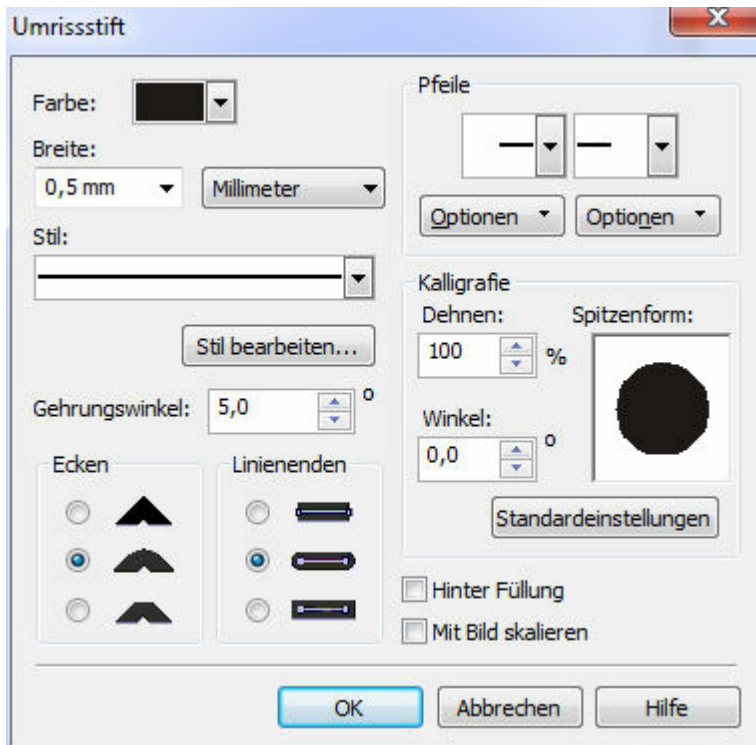 Umrissstift
Farbe:
Breite:
0,5 mm
Millimeter
Stil:
Stil bearbeiten...
Gehrungswinkel:
5,0
°
Ecken
Linienenden
Pfeile
Optionen
Optionen
Kalligrafie
Dehnen:
Spitzenform:
100
%
Winkel:
0,0
°
Standardeinstellungen
Hinter Füllung
Mit Bild skalieren
OK
Abbrechen
Hilfe